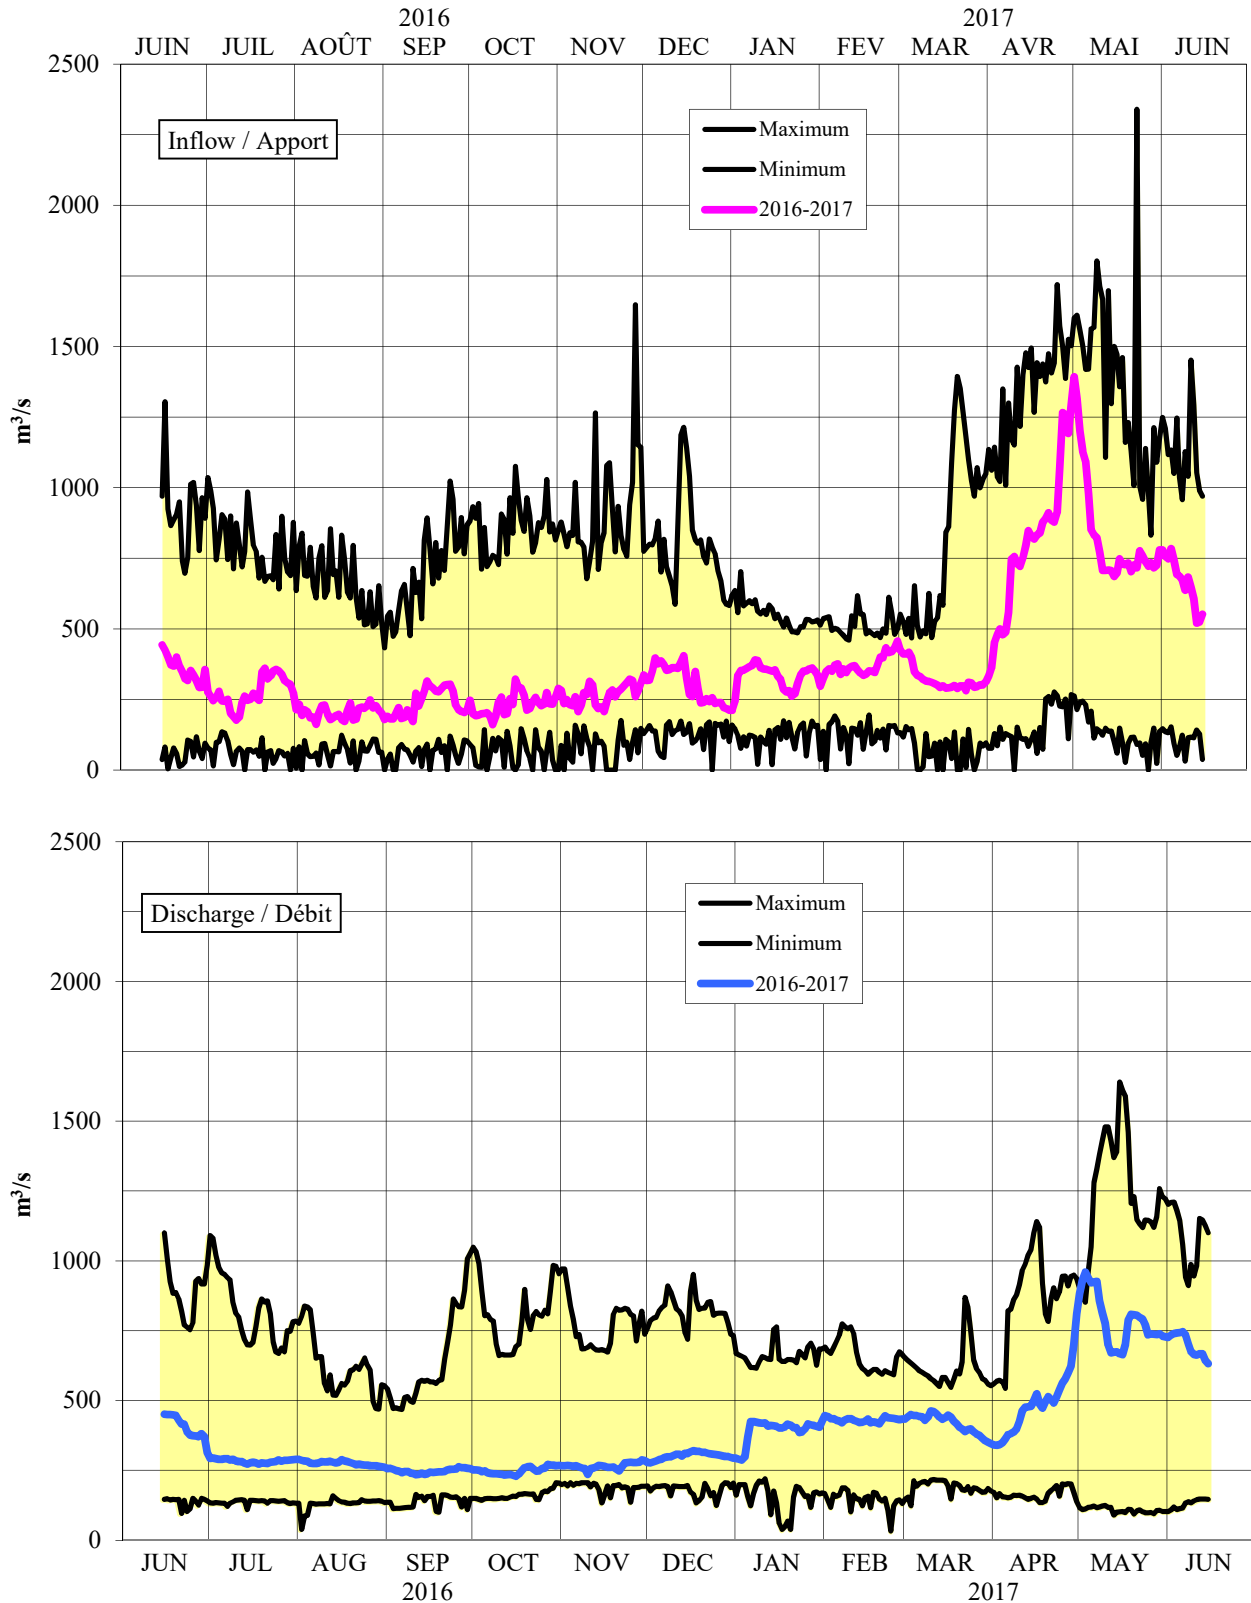 2016 2017
JUIN JUIL AOÛT SEP OCT NOV DEC JAN FEV MAR AVR MAI JUIN
2500
Inflow / Apport
Maximum
Minimum
2016-2017
2000
1500
m³/s
1000
500
0
2500
Discharge / Débit
Maximum
Minimum
2016-2017
2000
1500
m³/s
1000
500
0
JUN JUL AUG SEP OCT NOV DEC JAN FEB MAR APR MAY JUN
2016 2017